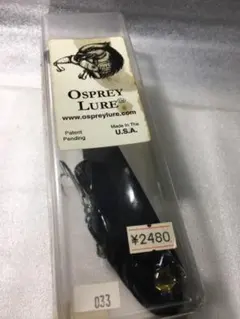 OSPREY
LURE
www.ospreylure.com
Patent Pending
Made In The U.S.A.
¥2480
033